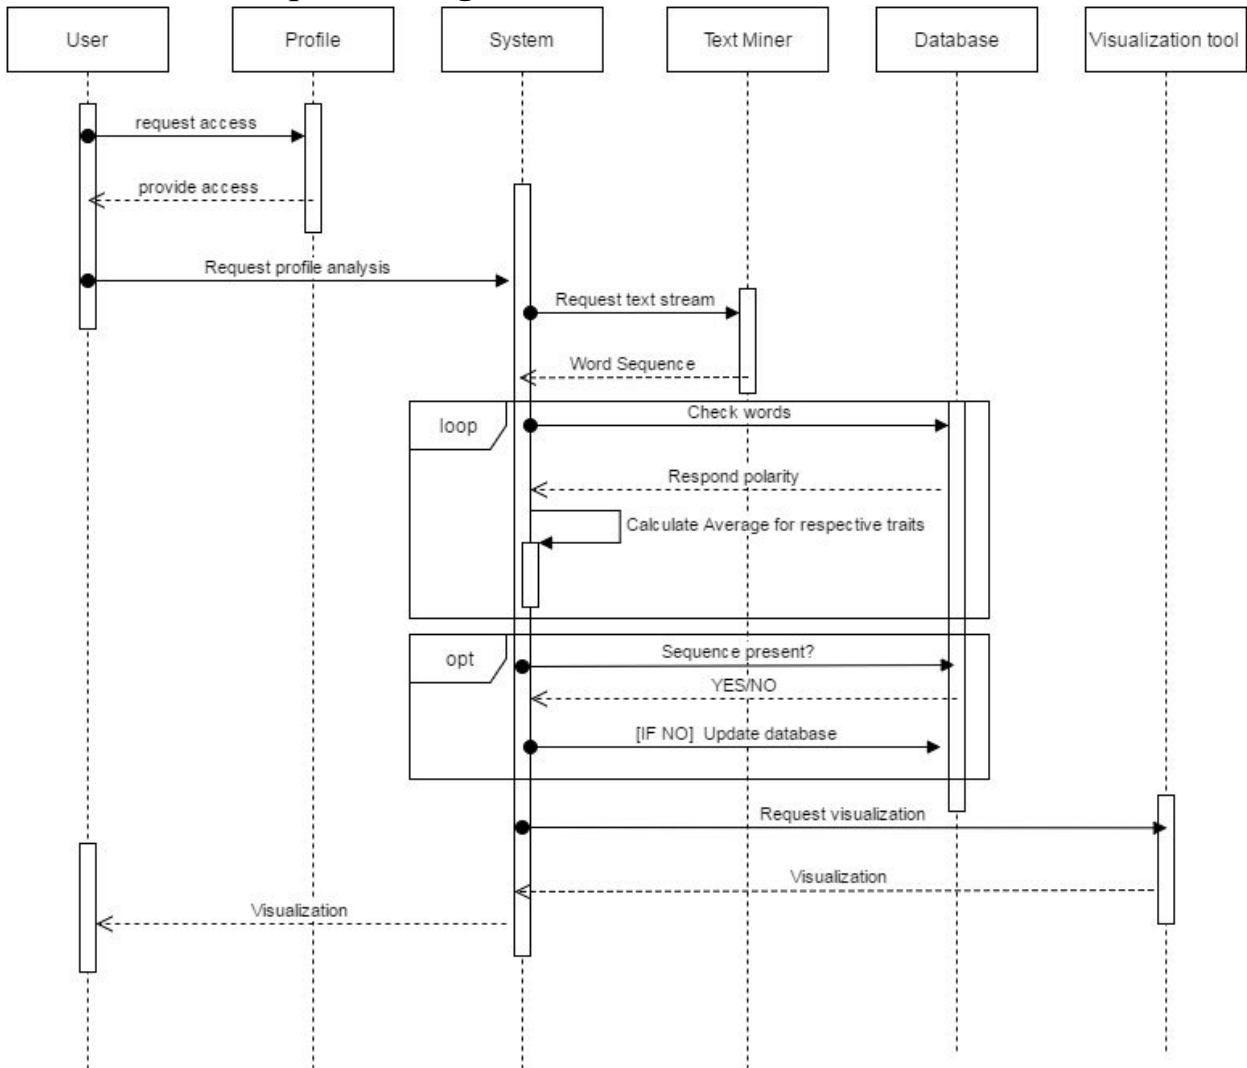 User
Profile
System
Text Miner
Database
Visualization tool
request access
provide access
Request profile analysis
Request text stream
Word Sequence
loop
Check words
Respond polarity
Calculate Average for respective traits
opt
Sequence present?
YES/NO
[IF NO] Update database
Request visualization
Visualization
Visualization